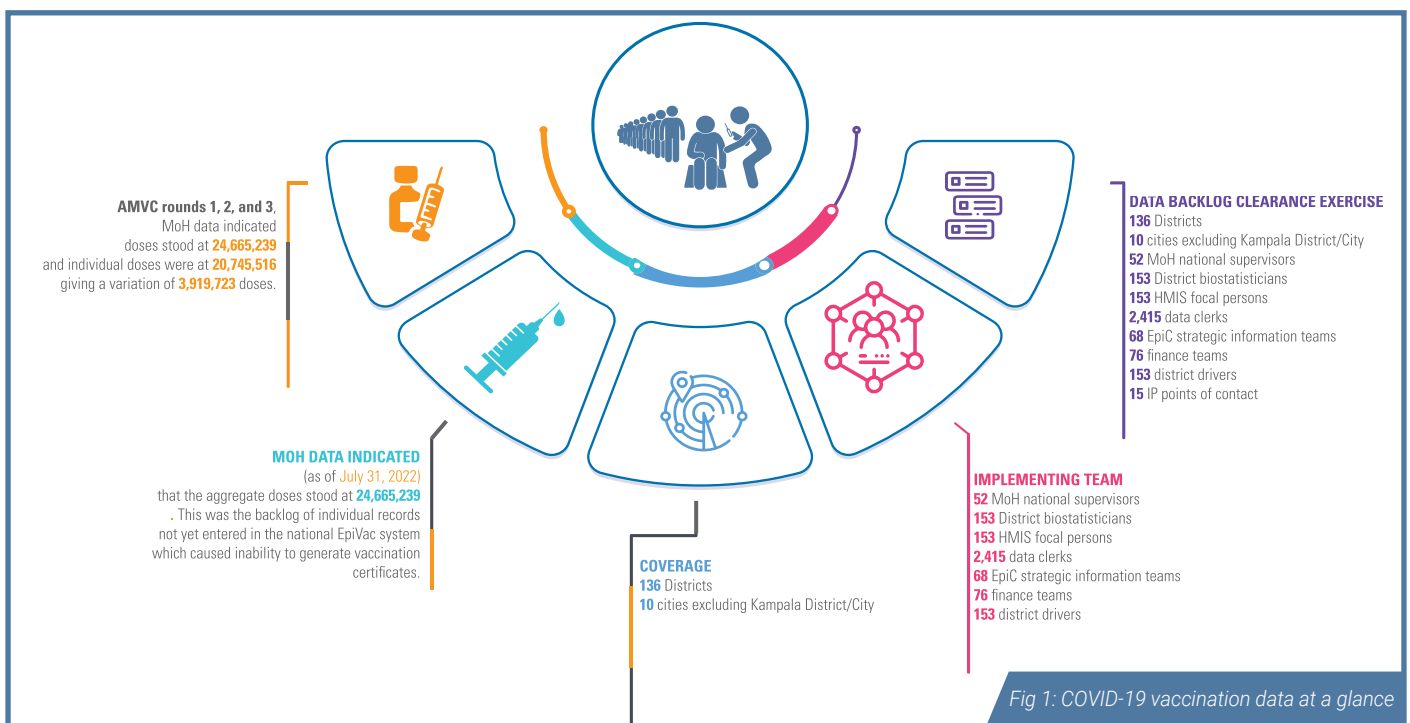 AMVC rounds 1, 2, and 3,
MoH data indicated
doses stood at 24,665,239
and individual doses were at 20,745,516
giving a variation of 3,919,723 doses.
MOH DATA INDICATED
(as of July 31, 2022)
that the aggregate doses stood at 24,665,239
. This was the backlog of individual records
not yet entered in the national EpiVac system
which caused inability to generate vaccination
certificates.
COVERAGE
136 Districts
10 cities excluding Kampala District/City
IMPLEMENTING TEAM
52 MoH national supervisors
153 District biostatisticians
153 HMIS focal persons
2,415 data clerks
68 EpiC strategic information teams
76 finance teams
153 district drivers
DATA BACKLOG CLEARANCE EXERCISE
136 Districts
10 cities excluding Kampala District/City
52 MoH national supervisors
153 District biostatisticians
153 HMIS focal persons
2,415 data clerks
68 EpiC strategic information teams
76 finance teams
153 district drivers
15 IP points of contact
Fig 1: COVID-19 vaccination data at a glance